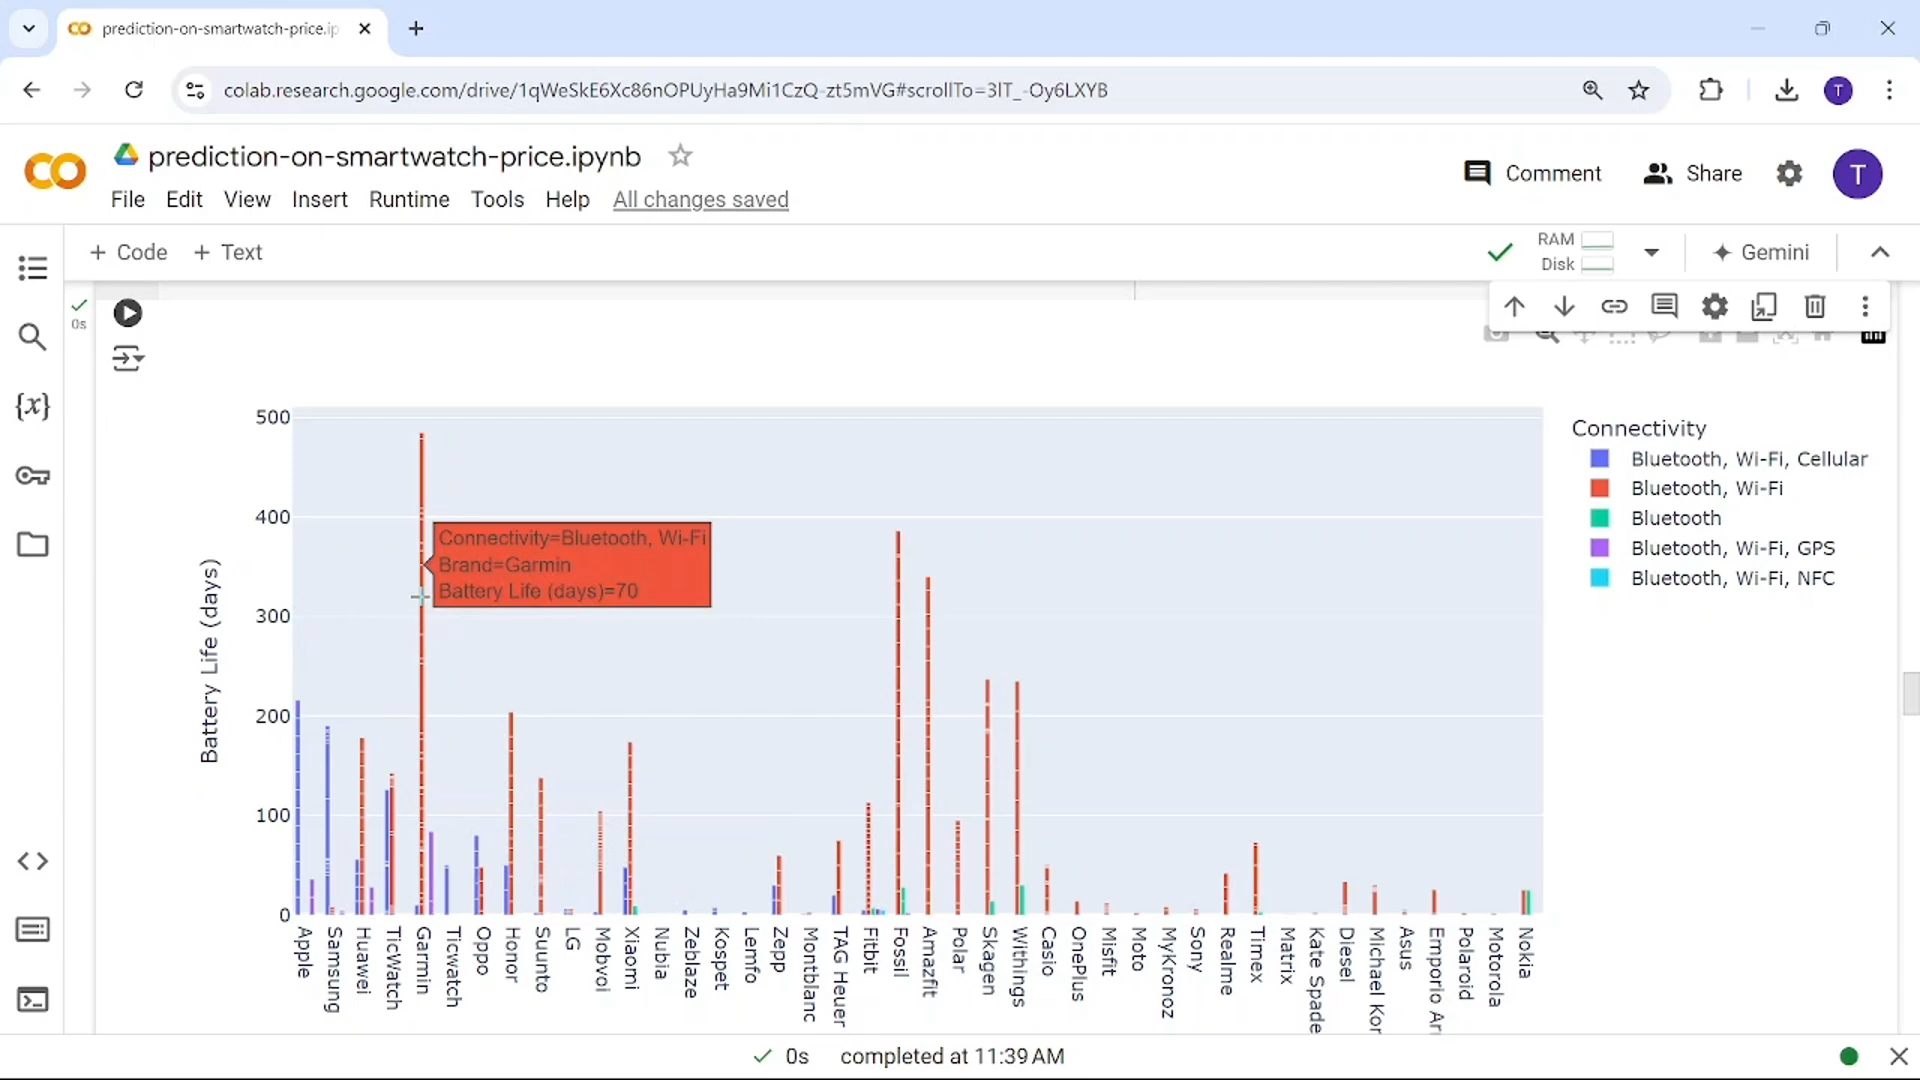 prediction-on-smartwatch-price.ip
colab.research.google.com/drive/1qWeSkE6Xc86nOPUyHa9Mi1CzQ-zt5mVG#scrollTo=3lT_-Oy6LXYB
T
prediction-on-smartwatch-price.ipynb
Comment
Share
T
File Edit View Insert Runtime Tools Help All changes saved
+ Code + Text
RAM
Disk
Gemini
{x}
0s
500
400
300
200
100
0
Battery Life (days)
Connectivity=Bluetooth, Wi-Fi
Brand=Garmin
Battery Life (days)=70
Connectivity
Bluetooth, Wi-Fi, Cellular
Bluetooth, Wi-Fi
Bluetooth
Bluetooth, Wi-Fi, GPS
Bluetooth, Wi-Fi, NFC
Apple
Samsung
Huawei
TicWatch
Garmin
Ticwatch
Oppo
Honor
Suunto
LG
Mobvoi
Xiaomi
Nubia
Zeblaze
Kospet
Lemfo
Zepp
Montblanc
TAG Heuer
Fitbit
Fossil
Amazfit
Polar
Skagen
Withings
Casio
OnePlus
Misfit
Moto
MyKronoz
Sony
Realme
Timex
Matrix
Kate Spade
Diesel
Michael Kor
Asus
Emporio Ar
Polaroid
Motorola
Nokia
0s completed at 11:39 AM